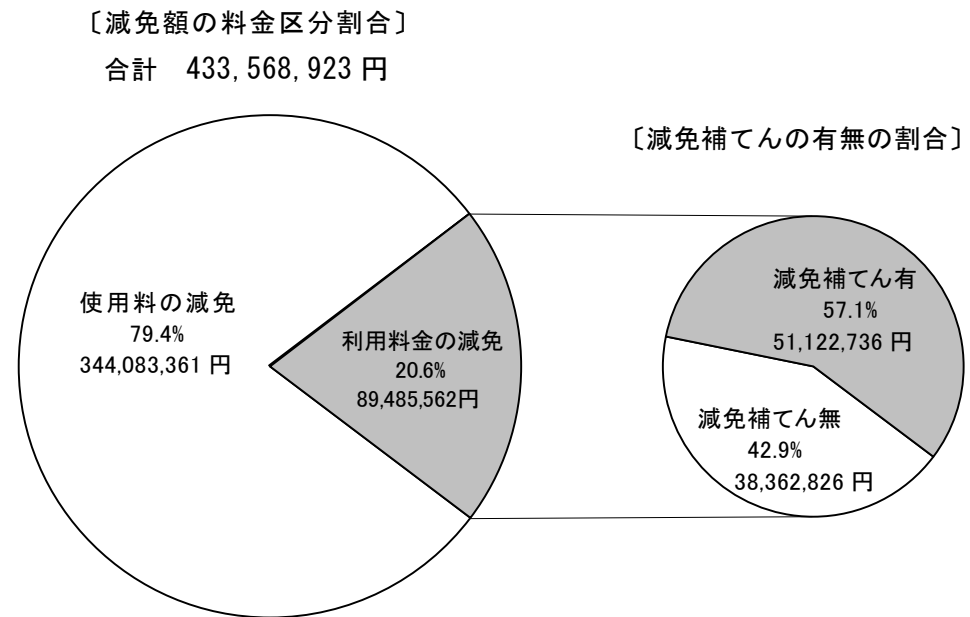 〔減免額の料金区分割合〕
合計　433,568,923 円
使用料の減免
79.4%
344,083,361 円
利用料金の減免
20.6%
89,485,562円
〔減免補てんの有無の割合〕
減免補てん有
57.1%
51,122,736 円
減免補てん無
42.9%
38,362,826 円